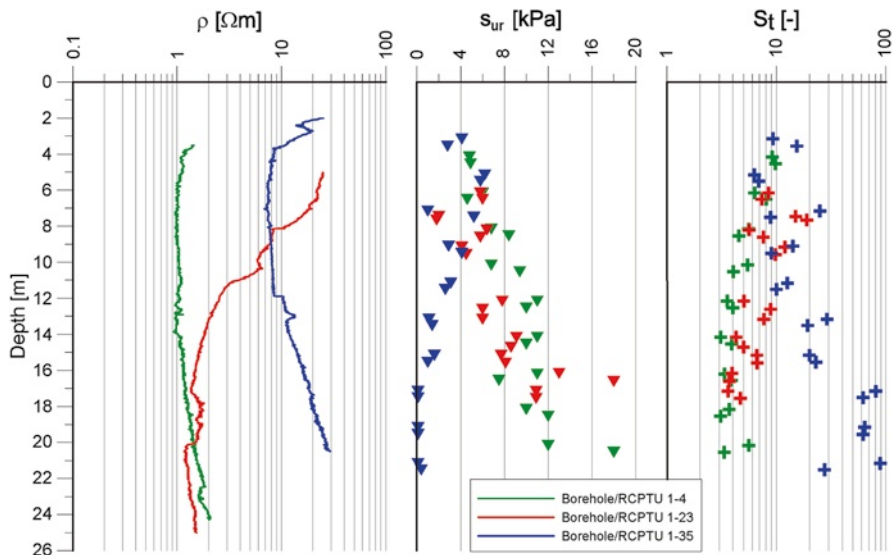 ρ [Ωm]
s_ur [kPa]
S_t [-]
0.1 1 10 100
0 4 8 12 16 20
1 10 100
Depth [m]
0
2
4
6
8
10
12
14
16
18
20
22
24
26
Borehole/RCPTU 1-4
Borehole/RCPTU 1-23
Borehole/RCPTU 1-35